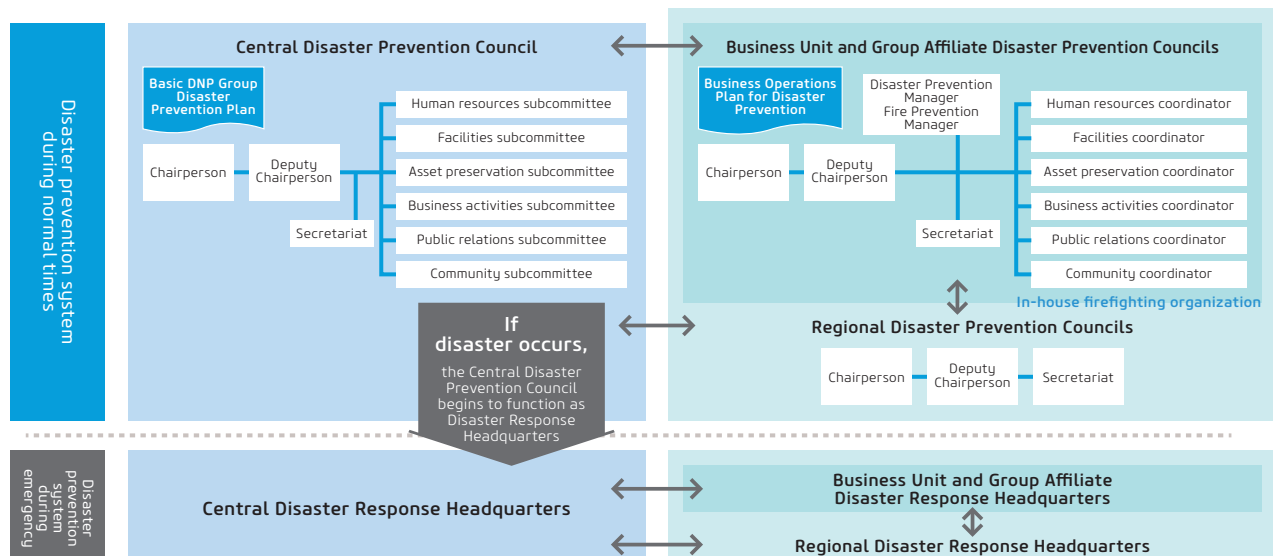 Disaster prevention system
during normal times
Central Disaster Prevention Council
Basic DNP Group
Disaster
Prevention Plan
Chairperson
Deputy
Chairperson
Secretariat
Human resources subcommittee
Facilities subcommittee
Asset preservation subcommittee
Business activities subcommittee
Public relations subcommittee
Community subcommittee
Business Unit and Group Affiliate Disaster Prevention Councils
Business Operations
Plan for Disaster
Prevention
Disaster Prevention
Manager
Fire Prevention
Manager
Chairperson
Deputy
Chairperson
Secretariat
Human resources coordinator
Facilities coordinator
Asset preservation coordinator
Business activities coordinator
Public relations coordinator
Community coordinator
In-house firefighting organization
Regional Disaster Prevention Councils
Chairperson
Deputy
Chairperson
Secretariat
If
disaster occurs,
the Central Disaster
Prevention Council
begins to function as
Disaster Response
Headquarters
Disaster
prevention
system
during
emergency
Central Disaster Response Headquarters
Business Unit and Group Affiliate
Disaster Response Headquarters
Regional Disaster Response Headquarters